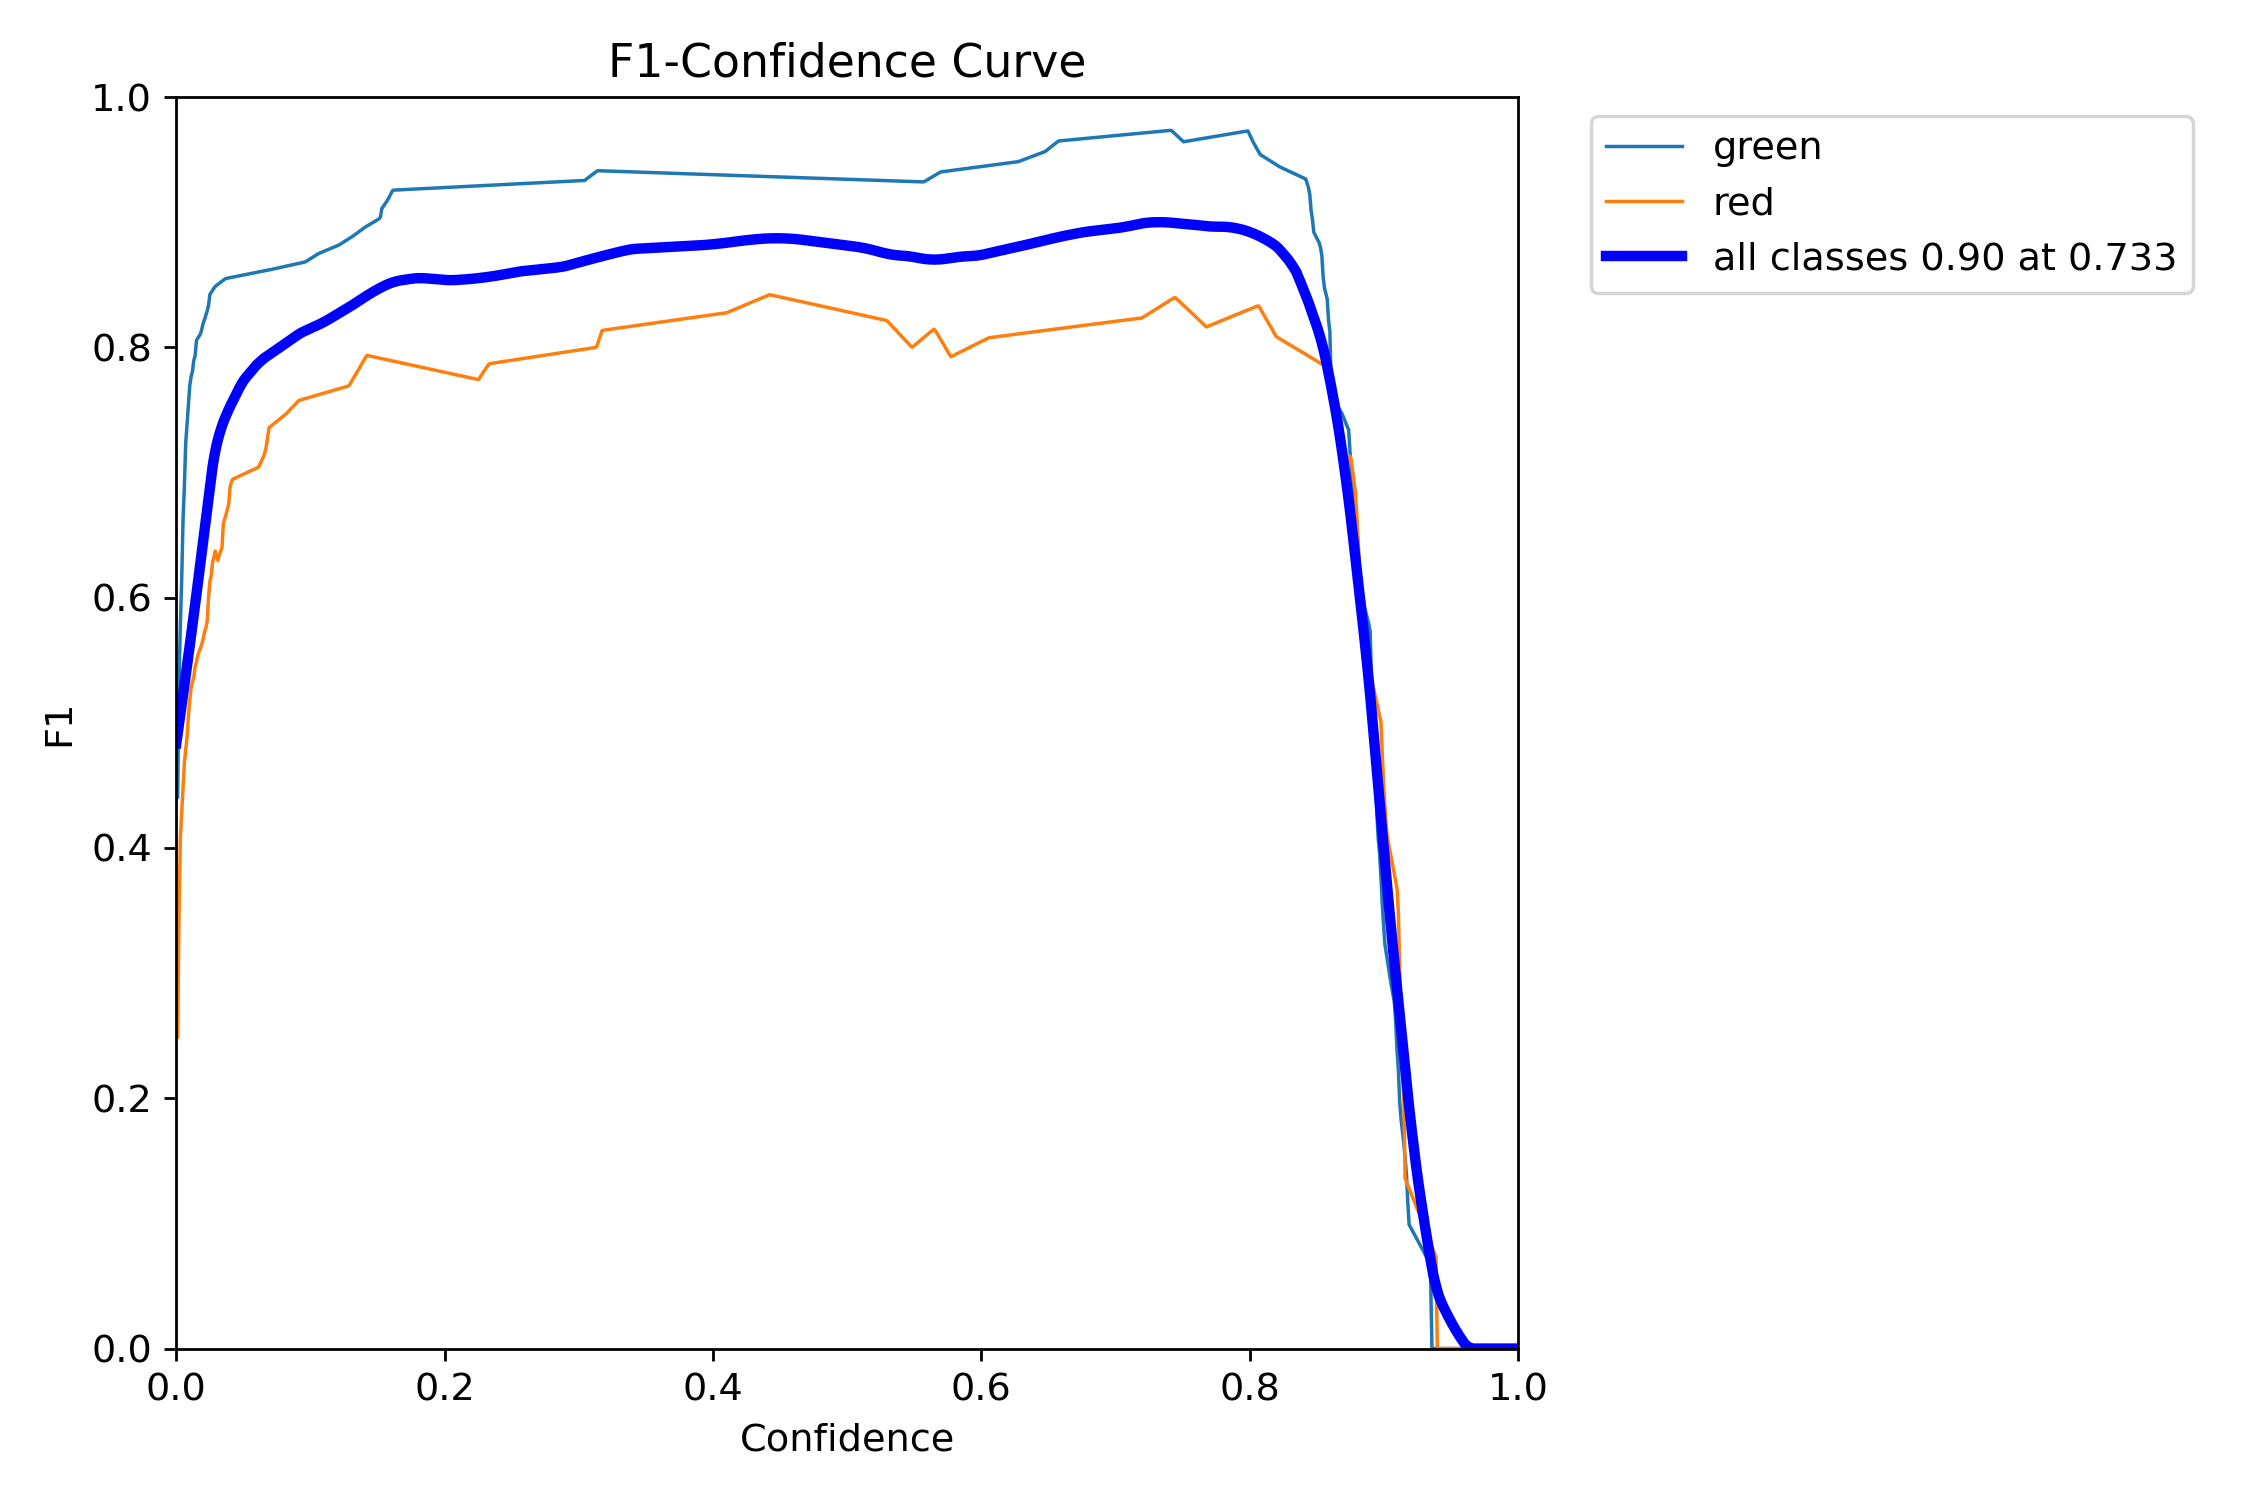 F1-Confidence Curve
green
red
all classes 0.90 at 0.733
F1
1.0
0.8
0.6
0.4
0.2
0.0
0.0 0.2 0.4 0.6 0.8 1.0
Confidence